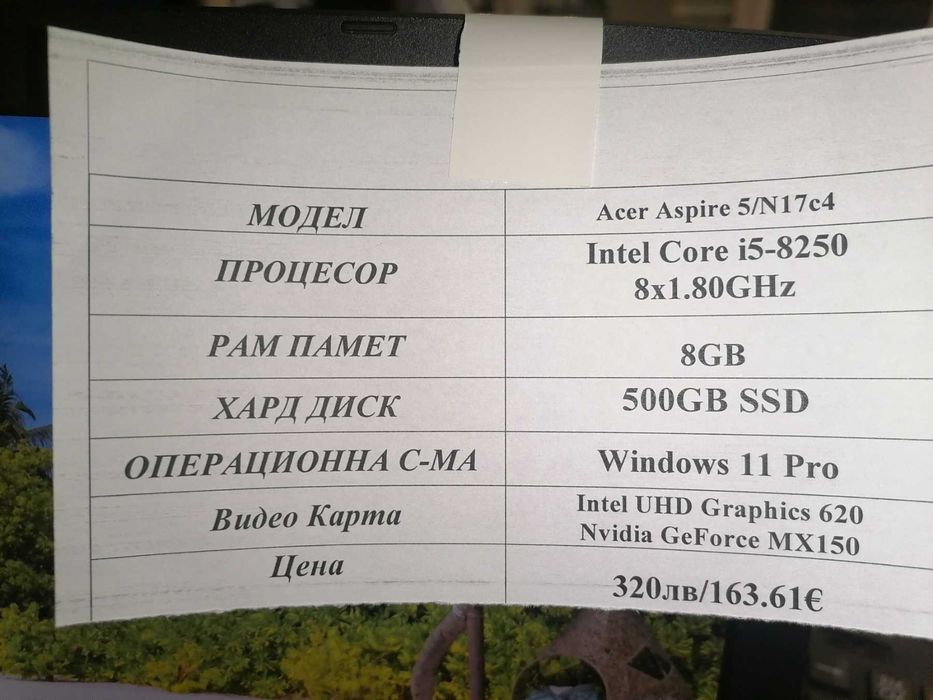 МОДЕЛ Acer Aspire 5/N17c4
ПРОЦЕСОР Intel Core i5-8250
8x1.80GHz
РАМ ПАМЕТ 8GB
ХАРД ДИСК 500GB SSD
ОПЕРАЦИОННА С-МА Windows 11 Pro
Видео Карта Intel UHD Graphics 620
Nvidia GeForce MX150
Цена 320лв/163.61€